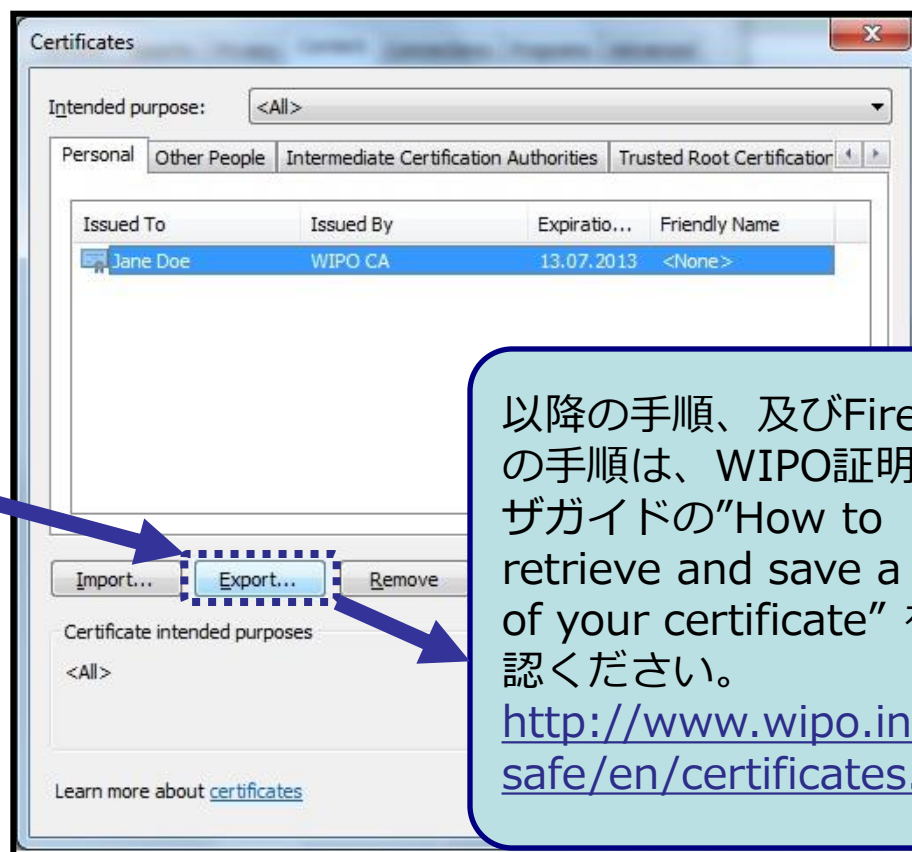 Certificates
Intended purpose: <All>
Personal Other People Intermediate Certification Authorities Trusted Root Certification
Issued To Issued By Expiratio... Friendly Name
Jane Doe WIPO CA 13.07.2013 <None>
以降の手順、及びFire
の手順は、WIPO証明
ザガイドの"How to
retrieve and save a
of your certificate"
認ください。
http://www.wipo.in
safe/en/certificates.
Import... Export... Remove
Certificate intended purposes
<All>
Learn more about certificates